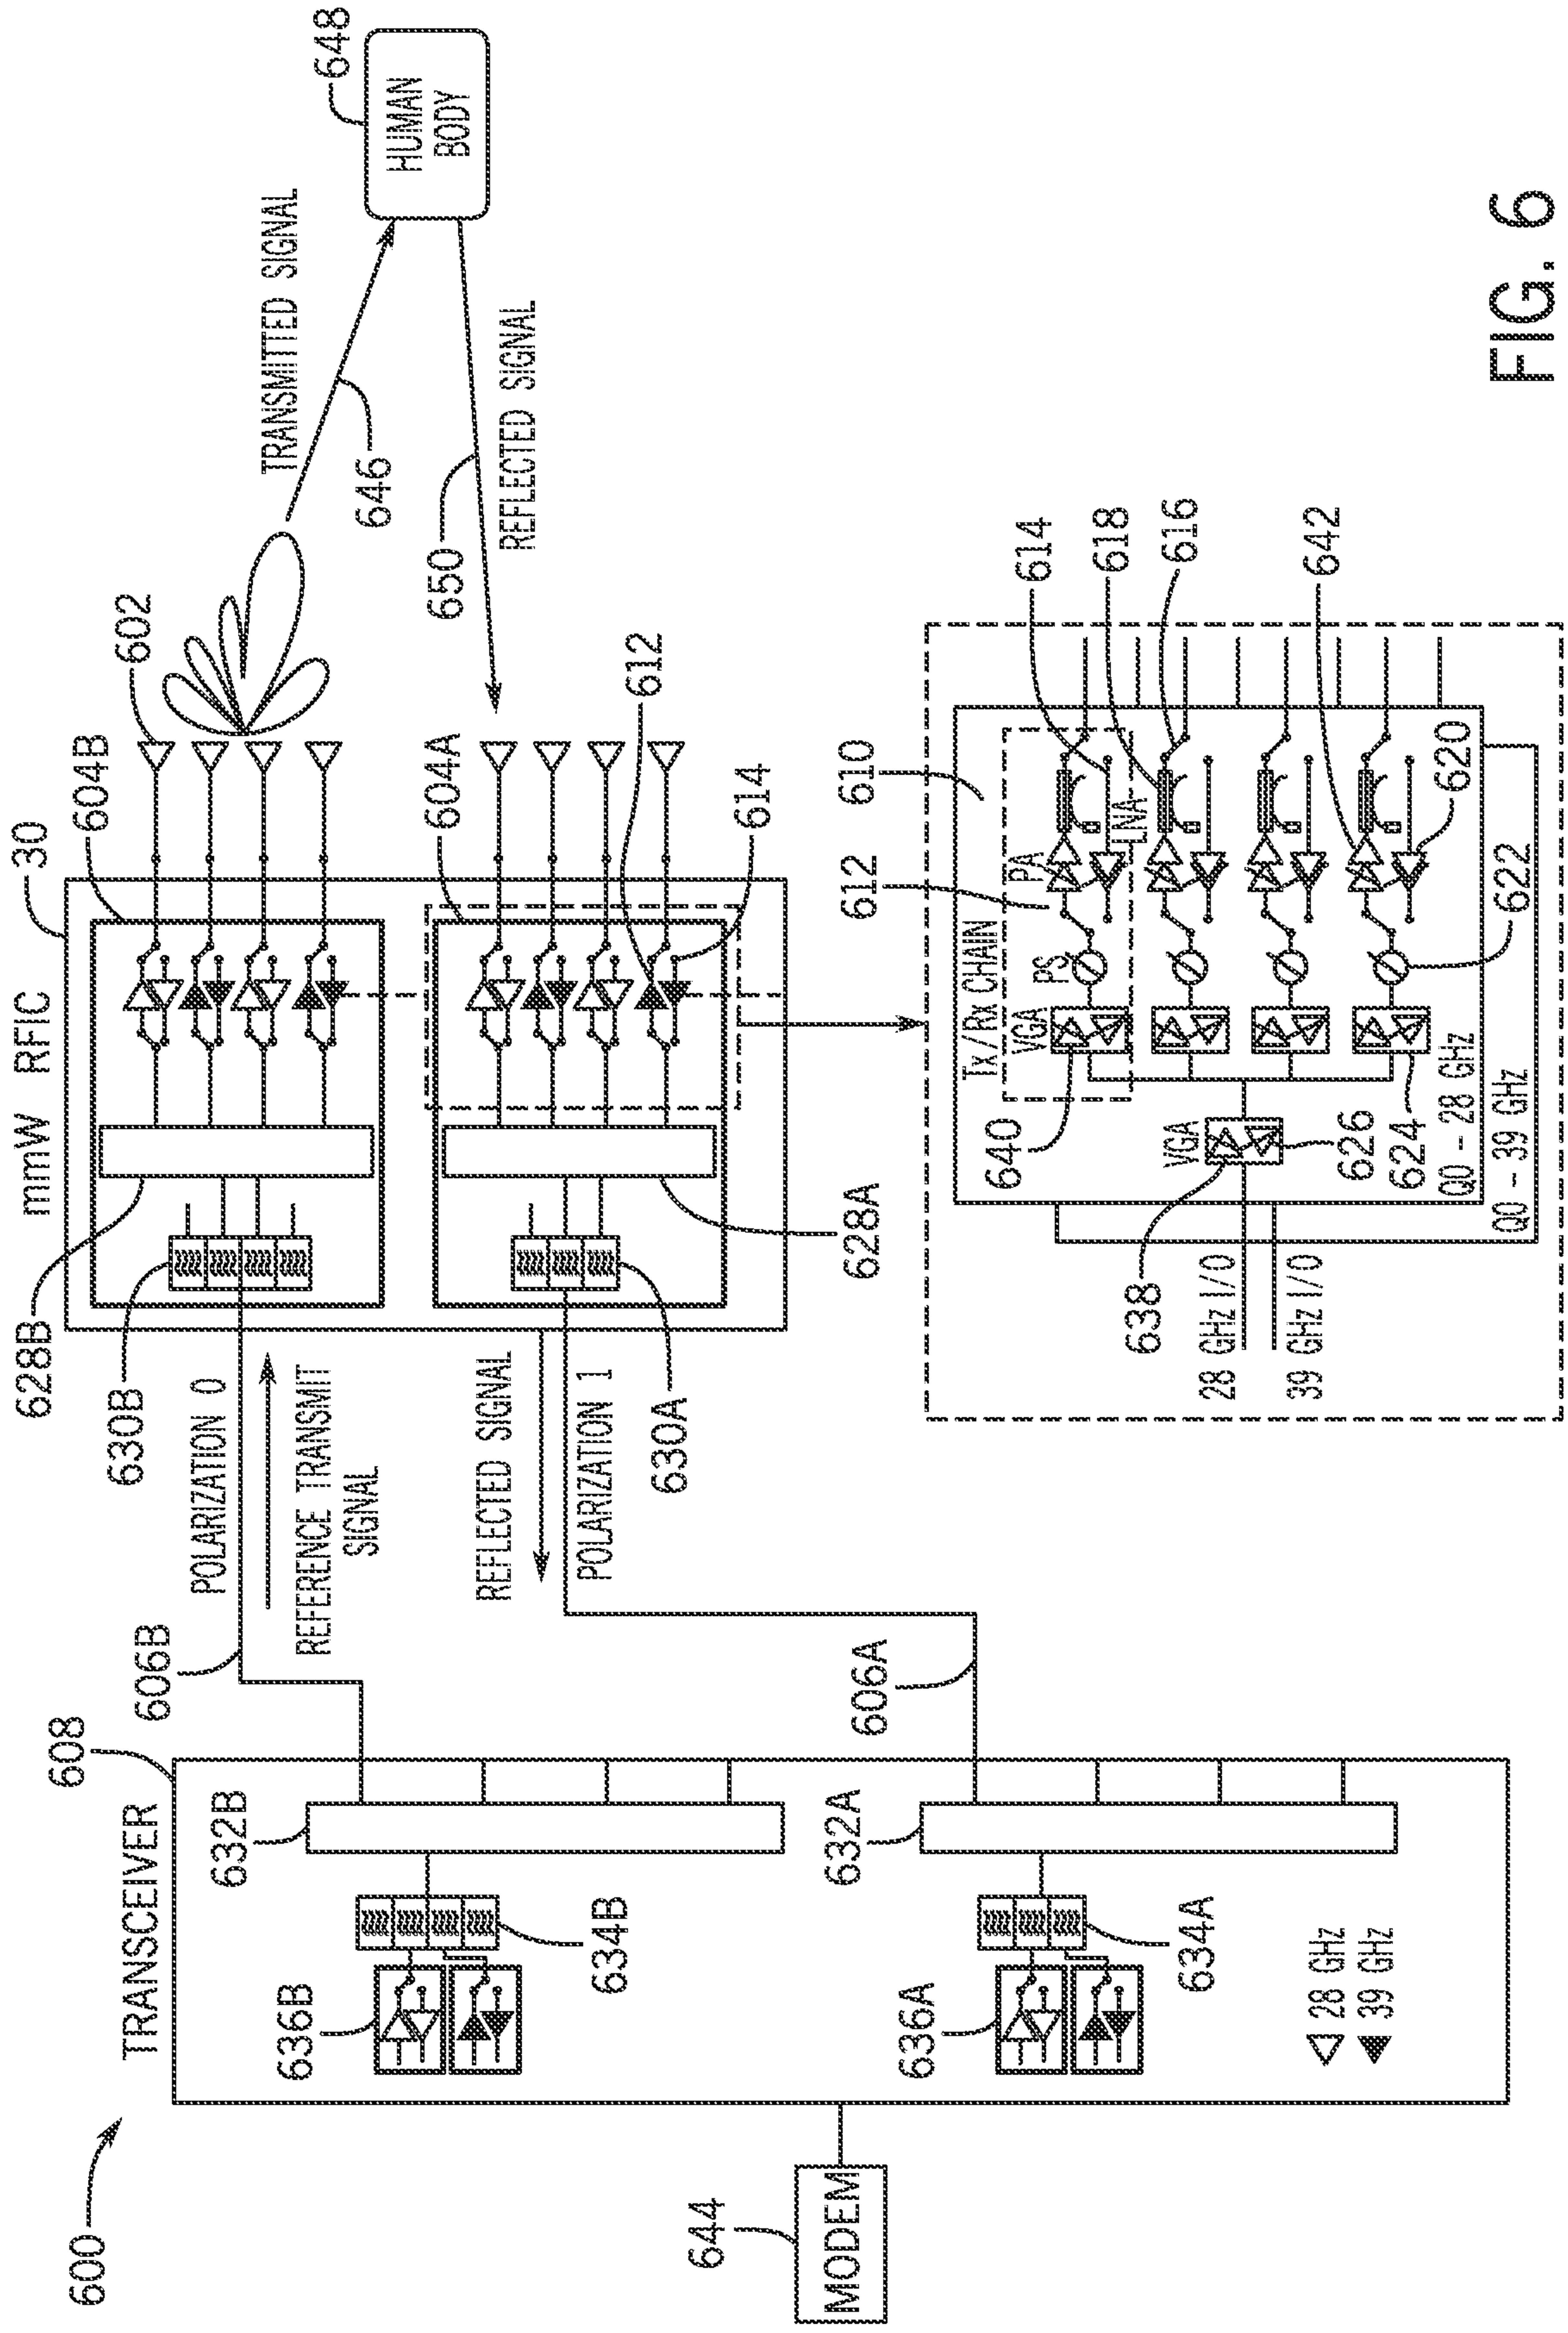 600
644
MODEM
TRANSCEIVER
608
636B
634B
632B
636A
634A
632A
28 GHz
39 GHz
606B
606A
POLARIZATION 0
REFERENCE TRANSMIT
SIGNAL
REFLECTED SIGNAL
POLARIZATION 1
mmW RFIC
30
628B
630B
604B
602
630A
628A
604A
612
614
TRANSMITTED SIGNAL
646
648
HUMAN
BODY
650
REFLECTED SIGNAL
610
612
Tx/Rx CHAIN
VGA
PS
PA
LNA
614
618
616
642
620
622
624
626
640
638
VGA
28 GHz I/O
39 GHz I/O
Q0 - 28 GHz
Q0 - 39 GHz
FIG. 6